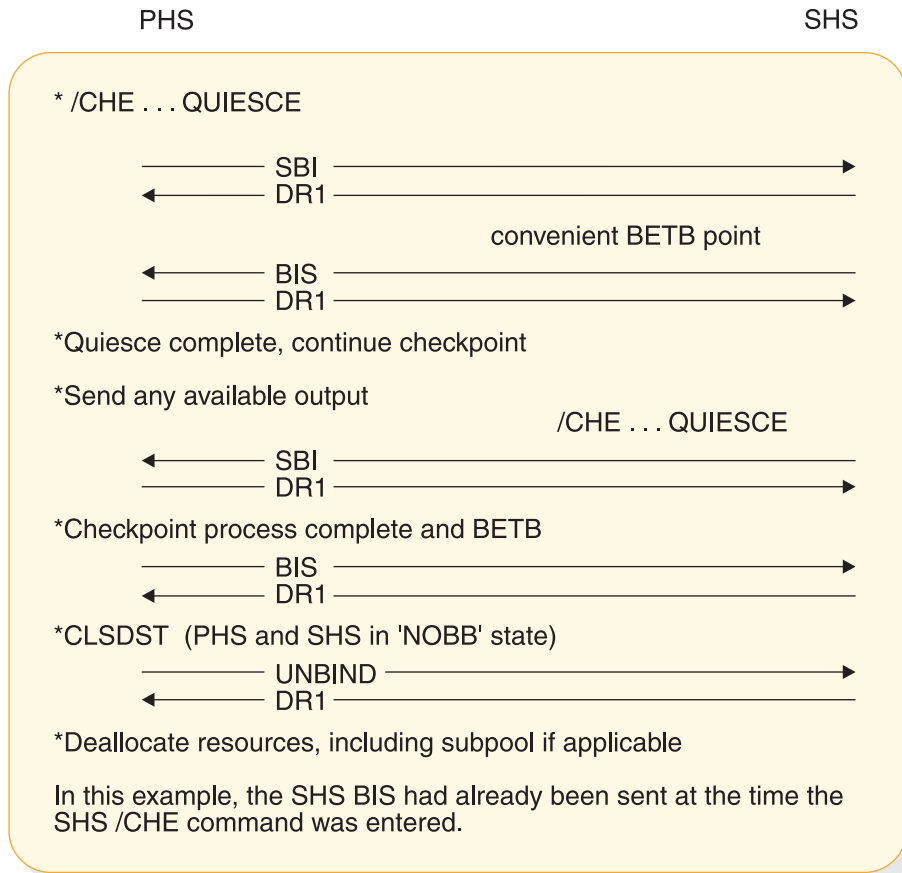 PHS SHS
* /CHE . . . QUIESCE
SBI
DR1
convenient BETB point
BIS
DR1
*Quiesce complete, continue checkpoint
*Send any available output
/CHE . . . QUIESCE
SBI
DR1
*Checkpoint process complete and BETB
BIS
DR1
*CLSDST (PHS and SHS in 'NOBB' state)
UNBIND
DR1
*Deallocate resources, including subpool if applicable
In this example, the SHS BIS had already been sent at the time the
SHS /CHE command was entered.